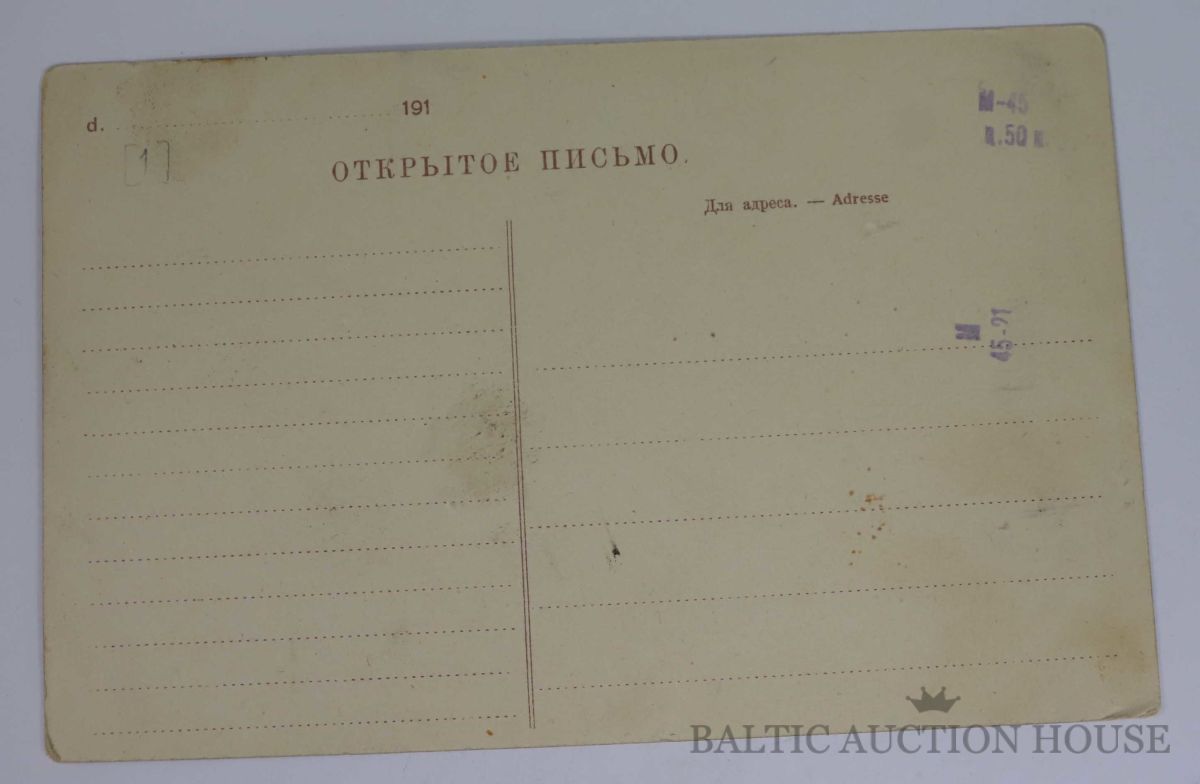 d. 191
[1]
ОТКРЫТОЕ ПИСЬМО.
Для адреса. — Adresse
М-45
ц.50 к.
М
45-21
BALTIC AUCTION HOUSE